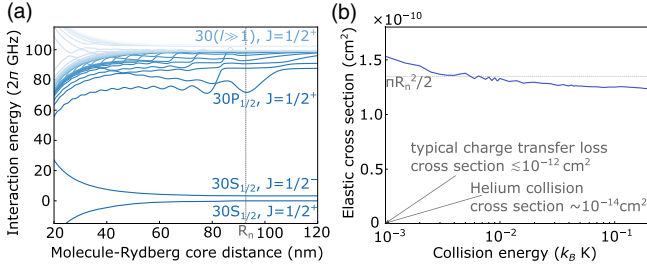 (a)
Interaction energy (2π GHz)
100
80
60
40
20
0
30(l≫1), J=1/2⁺
30P₁/₂, J=1/2⁺
30S₁/₂, J=1/2⁻
30S₁/₂, J=1/2⁺
20 40 60 80 Rₙ 100 120
Molecule-Rydberg core distance (nm)
(b)
×10⁻¹⁰
Elastic cross section (cm²)
1.5
1.0
0.5
0.0
πRₙ²/2
typical charge transfer loss
cross section ≲10⁻¹² cm²
Helium collision
cross section ~10⁻¹⁴cm²
10⁻³ 10⁻² 10⁻¹
Collision energy (k_B K)